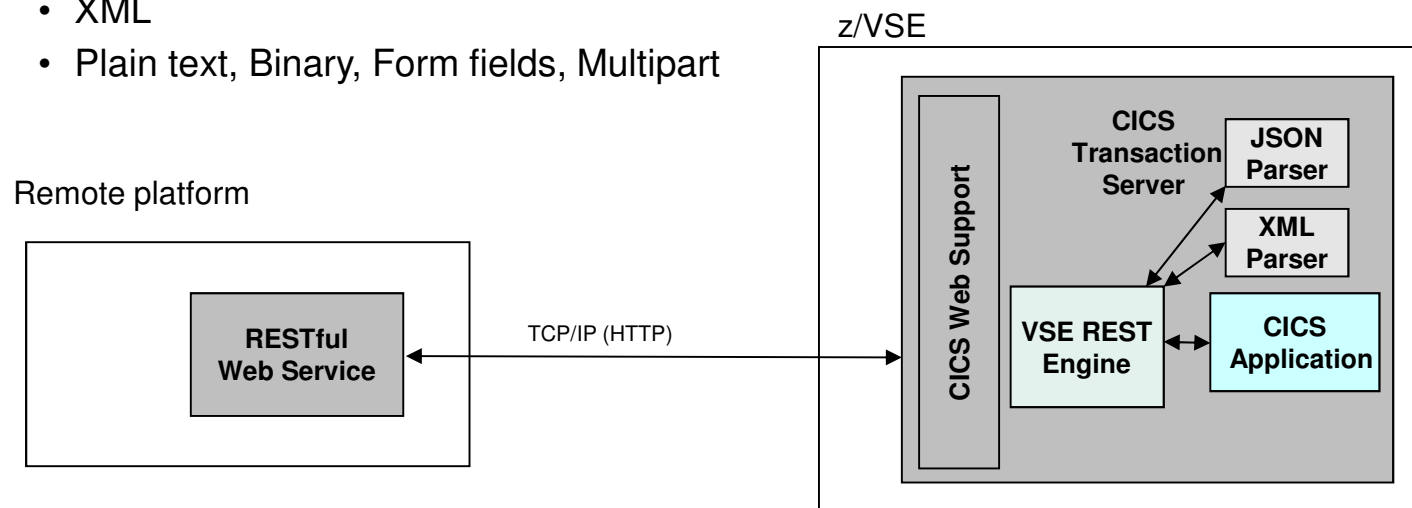 • XML
• Plain text, Binary, Form fields, Multipart
z/VSE
Remote platform
RESTful
Web Service
TCP/IP (HTTP)
CICS Web Support
CICS
Transaction
Server
JSON
Parser
XML
Parser
VSE REST
Engine
CICS
Application